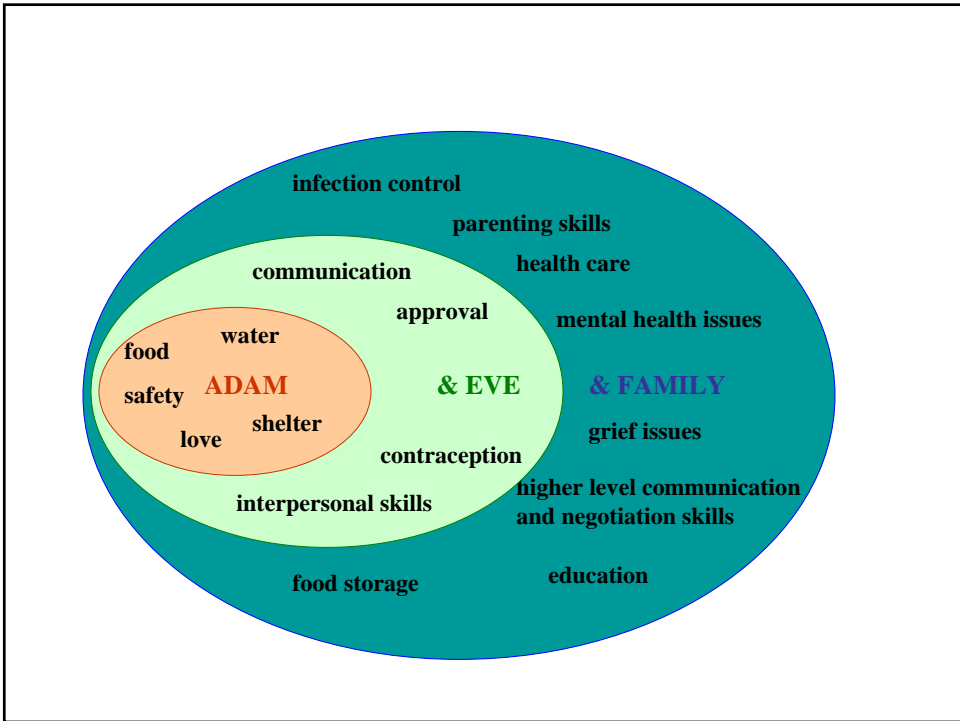 infection control
parenting skills
health care
communication
approval
mental health issues
water
food
ADAM
& EVE
& FAMILY
safety
shelter
love
grief issues
contraception
higher level communication
and negotiation skills
interpersonal skills
food storage
education